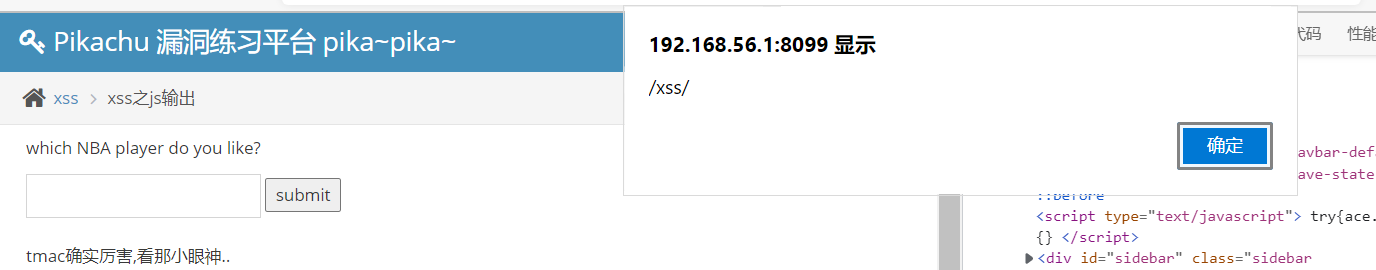 Pikachu 漏洞练习平台 pika~pika~
xss > xss之js输出
which NBA player do you like?
submit
tmac确实厉害,看那小眼神..
192.168.56.1:8099 显示
/xss/
确定
代码 性能
avbar-def
ave-state
::before
<script type="text/javascript"> try{ace.
{} </script>
<div id="sidebar" class="sidebar